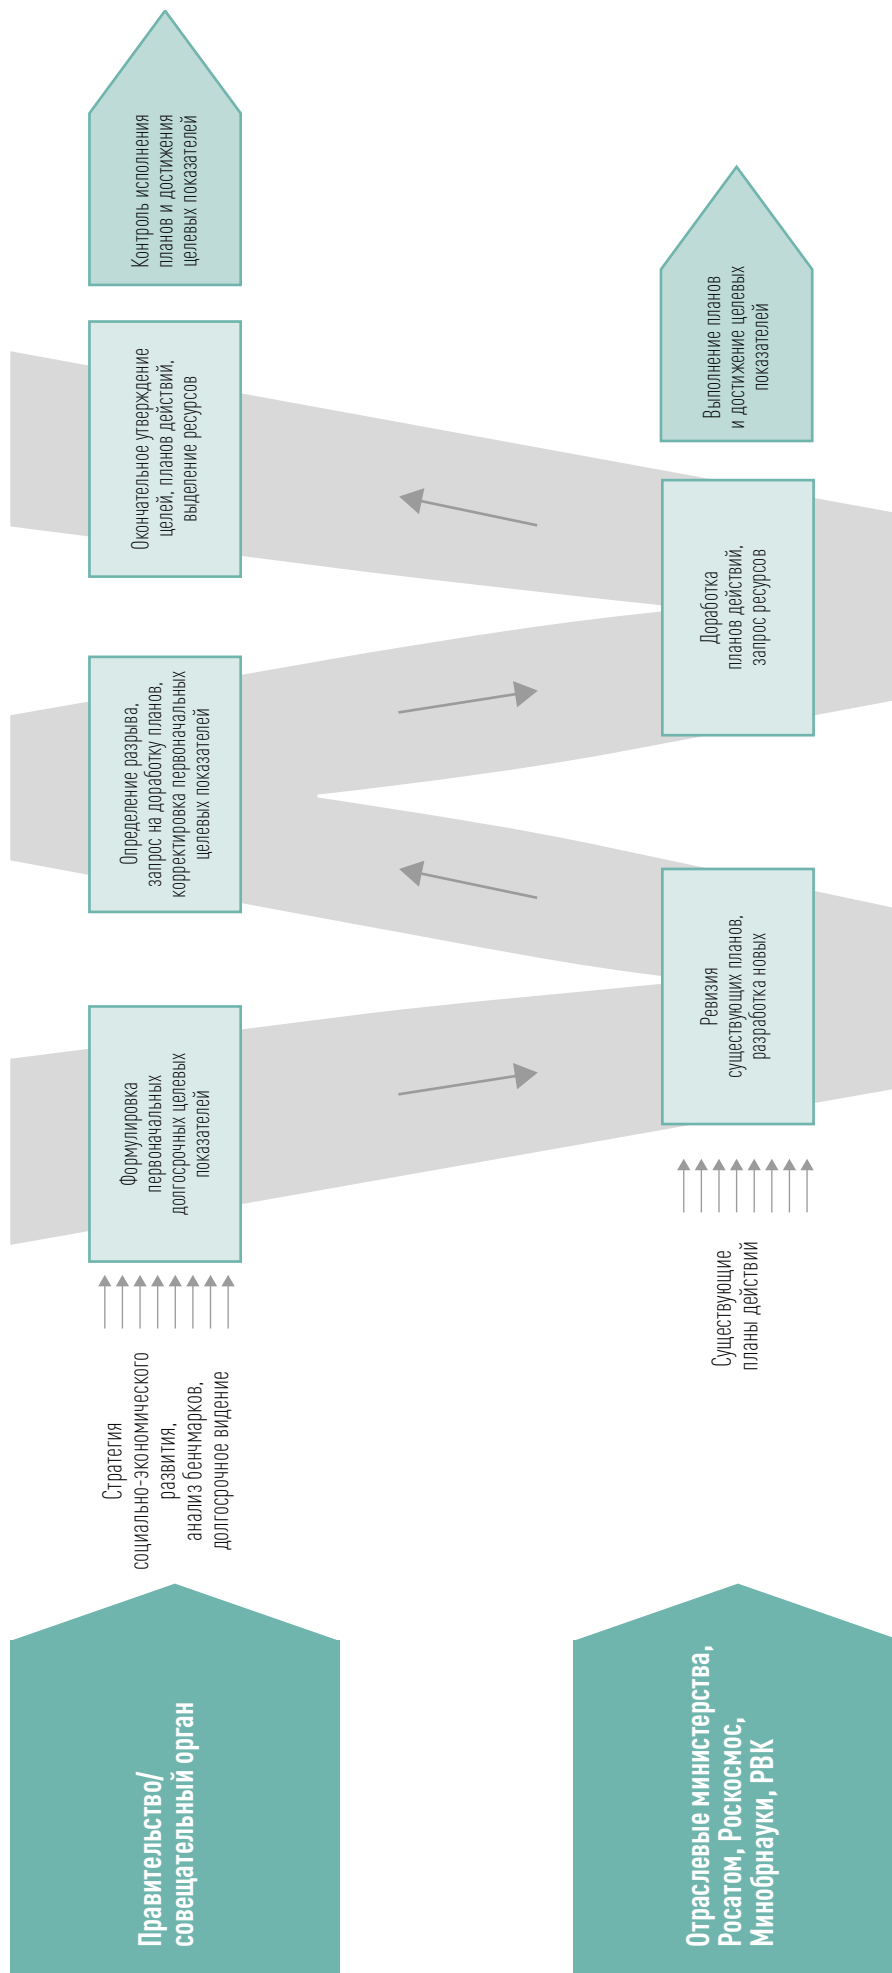 Правительство/
совещательный орган
Стратегия
социально-экономического
развития,
анализ бенчмарков,
долгосрочное видение
Формулировка
первоначальных
долгосрочных целевых
показателей
Определение разрыва,
запрос на доработку планов,
корректировка первоначальных
целевых показателей
Окончательное утверждение
целей, планов действий,
выделение ресурсов
Контроль исполнения
планов и достижения
целевых показателей
Отраслевые министерства,
Росатом, Роскосмос,
Минобрнауки, РВК
Существующие
планы действий
Ревизия
существующих планов,
разработка новых
Доработка
планов действий,
запрос ресурсов
Выполнение планов
и достижение целевых
показателей